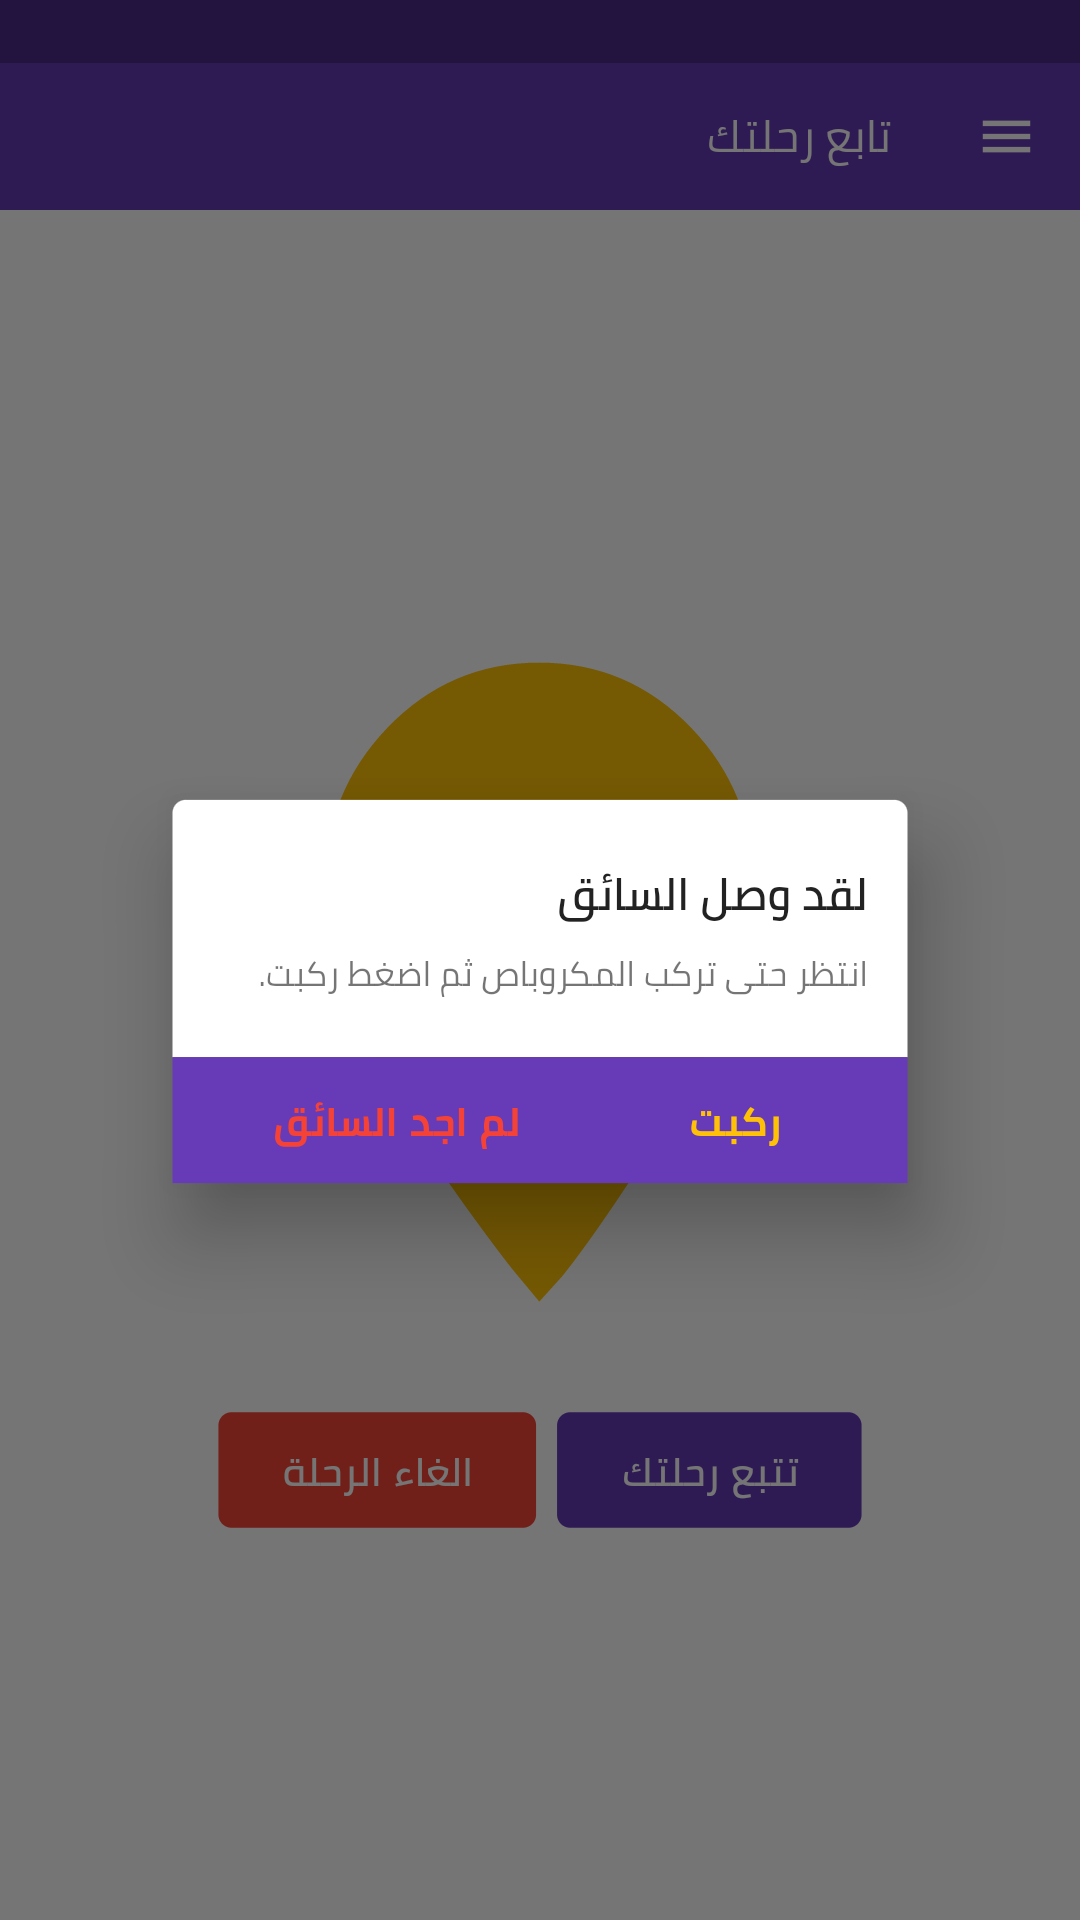 تابع رحلتك
لقد وصل السائق
انتظر حتى تركب المكروباص ثم اضغط ركبت.
ركبت
لم اجد السائق
تتبع رحلتك
الغاء الرحلة